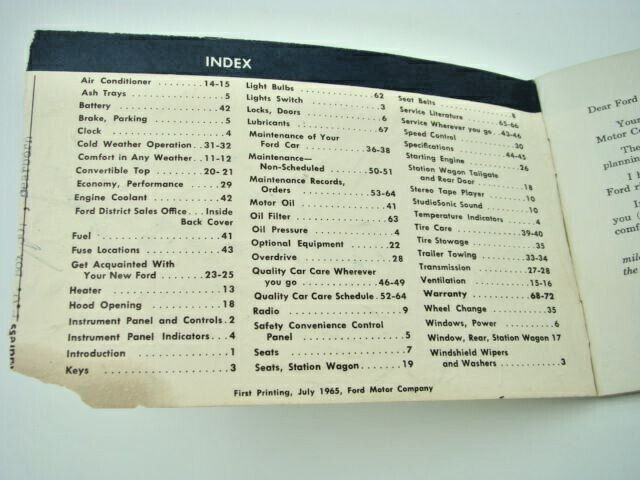 INDEX
Air Conditioner ........ 14-15
Ash Trays ............ 5
Battery .............. 42
Brake, Parking ......... 5
Clock ................ 4
Cold Weather Operation . 31-32
Comfort in Any Weather .. 11-12
Convertible Top ....... 20-21
Economy, Performance ..... 29
Engine Coolant ......... 42
Ford District Sales Office ... Inside
Back Cover
Fuel ................. 41
Fuse Locations ......... 43
Get Acquainted With
Your New Ford ....... 23-25
Heater ............... 13
Hood Opening ......... 18
Instrument Panel and Controls . 2
Instrument Panel Indicators ... 4
Introduction ........... 1
Keys ................. 3
Light Bulbs ............ 62
Lights Switch .......... 3
Locks, Doors .......... 6
Lubricants ............ 67
Maintenance of Your
Ford Car .......... 36-38
Maintenance—
Non-Scheduled ...... 50-51
Maintenance Records,
Orders ............ 53-64
Motor Oil ............ 41
Oil Filter ............. 63
Oil Pressure ........... 4
Optional Equipment ..... 22
Overdrive ............ 28
Quality Car Care Wherever
you go ........... 46-49
Quality Car Care Schedule . 52-64
Radio ............... 9
Safety Convenience Control
Panel ............. 5
Seats ............... 7
Seats, Station Wagon ..... 19
Seat Belts ............ 8
Service Literature ...... 65-66
Service Wherever you go . 43-46
Speed Control ......... 30
Specifications ........ 44-45
Starting Engine ......... 26
Station Wagon Tailgate
and Rear Door ........ 18
Stereo Tape Player ...... 10
StudioSonic Sound ...... 10
Temperature Indicators .... 4
Tire Care ........... 39-40
Tire Stowage .......... 35
Trailer Towing ....... 33-34
Transmission ........ 27-28
Ventilation .......... 15-16
Warranty ........... 68-72
Wheel Change ......... 35
Windows, Power ........ 6
Window, Rear, Station Wagon 17
Windshield Wipers
and Washers .......... 3
First Printing, July 1965, Ford Motor Company
Dear Ford
Your
Motor Co
The
planning
I h
Ford r
I
you
comf
mile
the